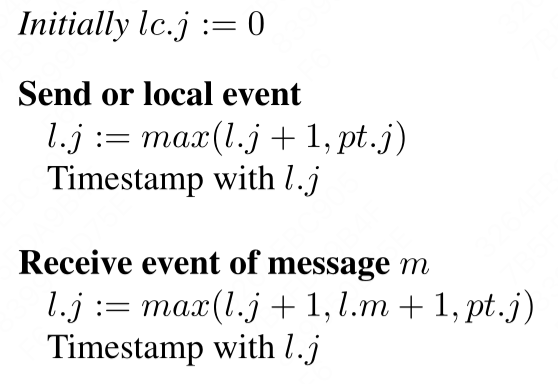 Initially lc.j := 0
Send or local event
l.j := max(l.j + 1, pt.j)
Timestamp with l.j
Receive event of message m
l.j := max(l.j + 1, l.m + 1, pt.j)
Timestamp with l.j